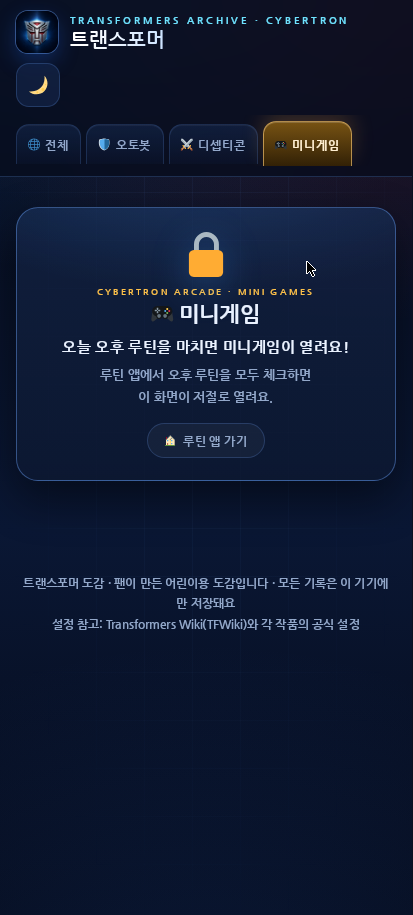 TRANSFORMERS ARCHIVE · CYBERTRON
트랜스포머
전체
오토봇
디셉티콘
미니게임
CYBERTRON ARCADE · MINI GAMES
미니게임
오늘 오후 루틴을 마치면 미니게임이 열려요!
루틴 앱에서 오후 루틴을 모두 체크하면
이 화면이 저절로 열려요.
루틴 앱 가기
트랜스포머 도감 · 팬이 만든 어린이용 도감입니다 · 모든 기록은 이 기기에
만 저장돼요
설정 참고: Transformers Wiki(TFWiki)와 각 작품의 공식 설정